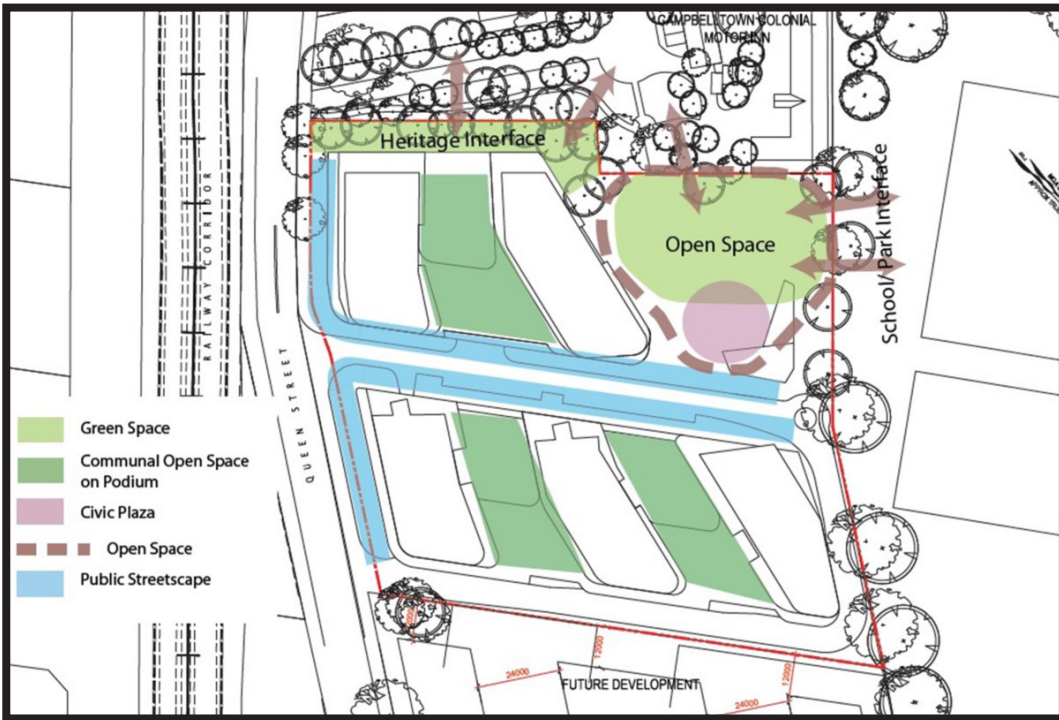 CAMPBELLTOWN COLONIAL
MOTOR INN
Heritage Interface
Open Space
School/ Park Interface
RAILWAY CORRIDOR
QUEEN STREET
Green Space
Communal Open Space
on Podium
Civic Plaza
Open Space
Public Streetscape
12000
24000
FUTURE DEVELOPMENT
12000
24000